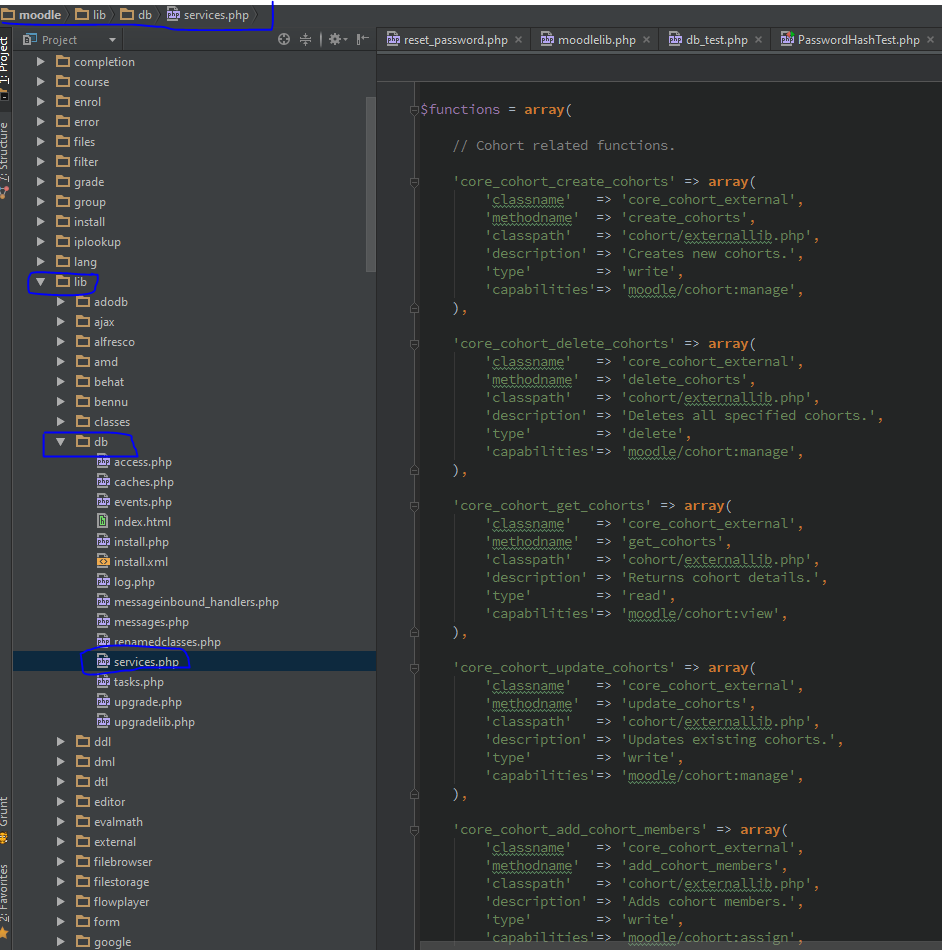 moodle lib db services.php
1: Project
7: Structure
Grunt
2: Favorites
Project
completion
course
enrol
error
files
filter
grade
group
install
iplookup
lang
lib
adodb
ajax
alfresco
amd
behat
bennu
classes
db
access.php
caches.php
events.php
index.html
install.php
install.xml
log.php
messageinbound_handlers.php
messages.php
renamedclasses.php
services.php
tasks.php
upgrade.php
upgradelib.php
ddl
dml
dtl
editor
evalmath
external
filebrowser
filestorage
flowplayer
form
google
reset_password.php moodlelib.php db_test.php PasswordHashTest.php
$functions = array(
// Cohort related functions.
'core_cohort_create_cohorts' => array(
'classname' => 'core_cohort_external',
'methodname' => 'create_cohorts',
'classpath' => 'cohort/externallib.php',
'description' => 'Creates new cohorts.',
'type' => 'write',
'capabilities'=> 'moodle/cohort:manage',
),
'core_cohort_delete_cohorts' => array(
'classname' => 'core_cohort_external',
'methodname' => 'delete_cohorts',
'classpath' => 'cohort/externallib.php',
'description' => 'Deletes all specified cohorts.',
'type' => 'delete',
'capabilities'=> 'moodle/cohort:manage',
),
'core_cohort_get_cohorts' => array(
'classname' => 'core_cohort_external',
'methodname' => 'get_cohorts',
'classpath' => 'cohort/externallib.php',
'description' => 'Returns cohort details.',
'type' => 'read',
'capabilities'=> 'moodle/cohort:view',
),
'core_cohort_update_cohorts' => array(
'classname' => 'core_cohort_external',
'methodname' => 'update_cohorts',
'classpath' => 'cohort/externallib.php',
'description' => 'Updates existing cohorts.',
'type' => 'write',
'capabilities'=> 'moodle/cohort:manage',
),
'core_cohort_add_cohort_members' => array(
'classname' => 'core_cohort_external',
'methodname' => 'add_cohort_members',
'classpath' => 'cohort/externallib.php',
'description' => 'Adds cohort members.',
'type' => 'write',
'capabilities'=> 'moodle/cohort:assign',